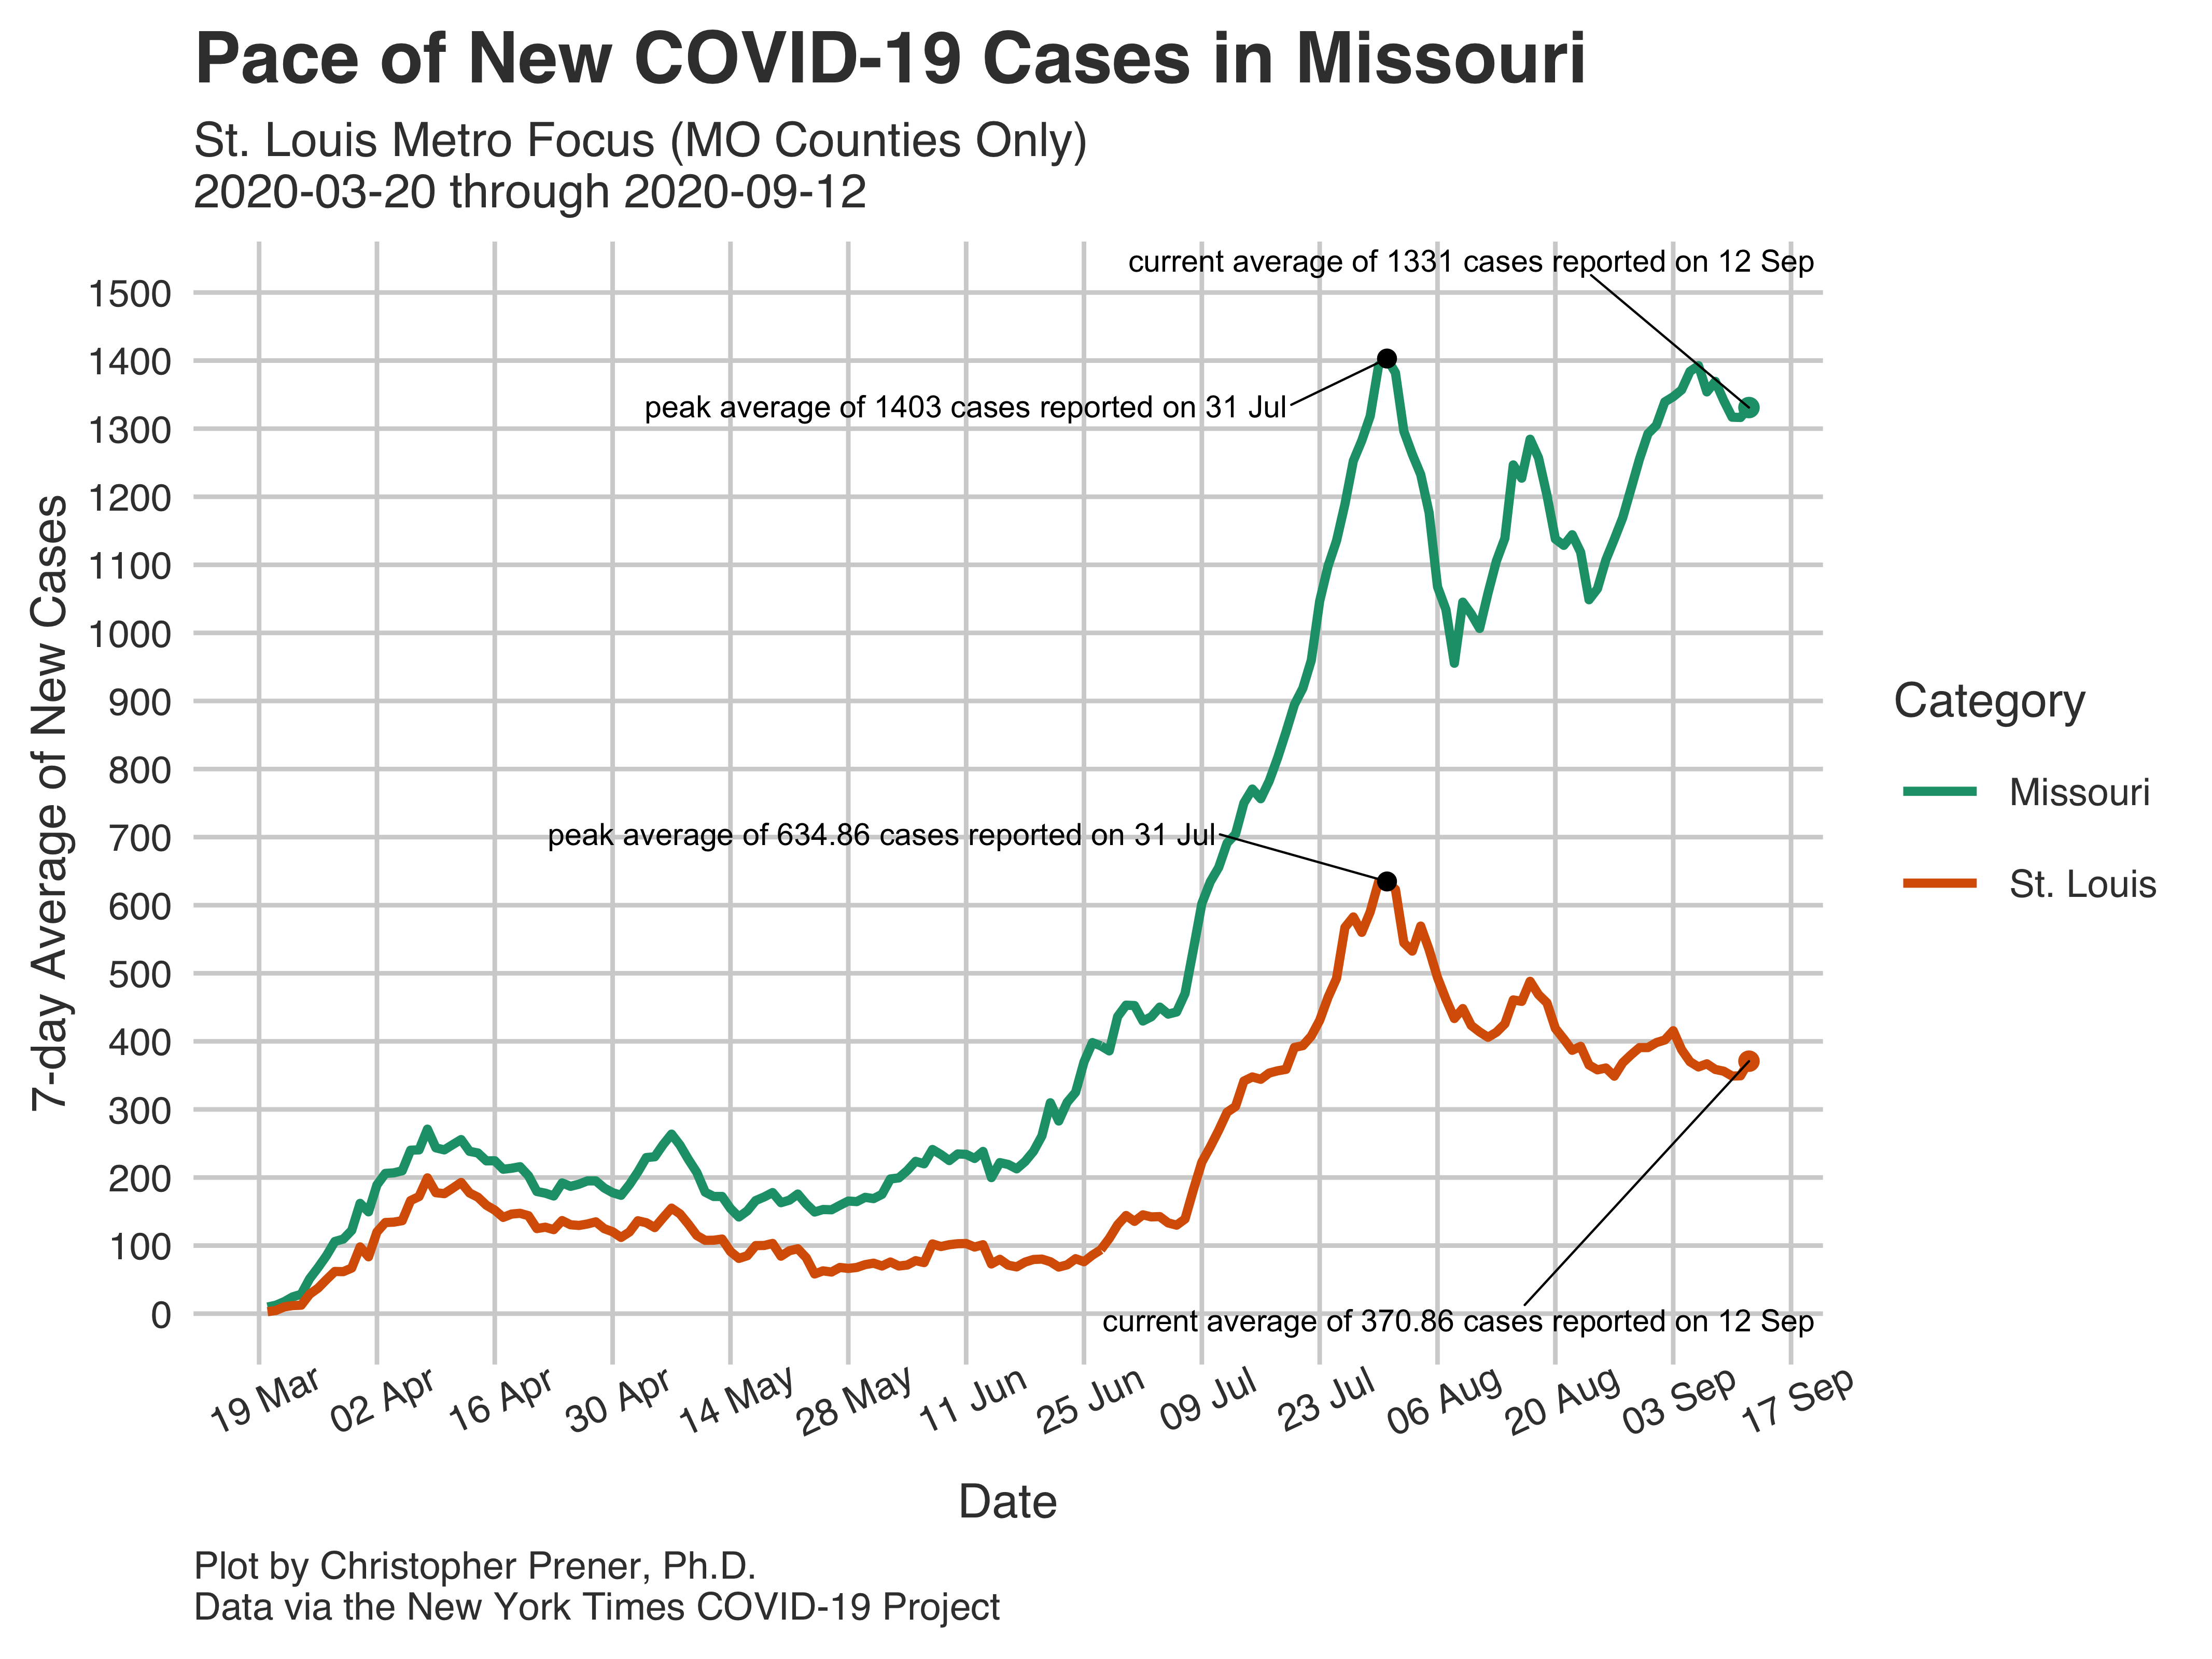 Pace of New COVID-19 Cases in Missouri
St. Louis Metro Focus (MO Counties Only)
2020-03-20 through 2020-09-12
current average of 1331 cases reported on 12 Sep
peak average of 1403 cases reported on 31 Jul
peak average of 634.86 cases reported on 31 Jul
current average of 370.86 cases reported on 12 Sep
7-day Average of New Cases
1500
1400
1300
1200
1100
1000
900
800
700
600
500
400
300
200
100
0
19 Mar
02 Apr
16 Apr
30 Apr
14 May
28 May
11 Jun
25 Jun
09 Jul
23 Jul
06 Aug
20 Aug
03 Sep
17 Sep
Date
Category
Missouri
St. Louis
Plot by Christopher Prener, Ph.D.
Data via the New York Times COVID-19 Project